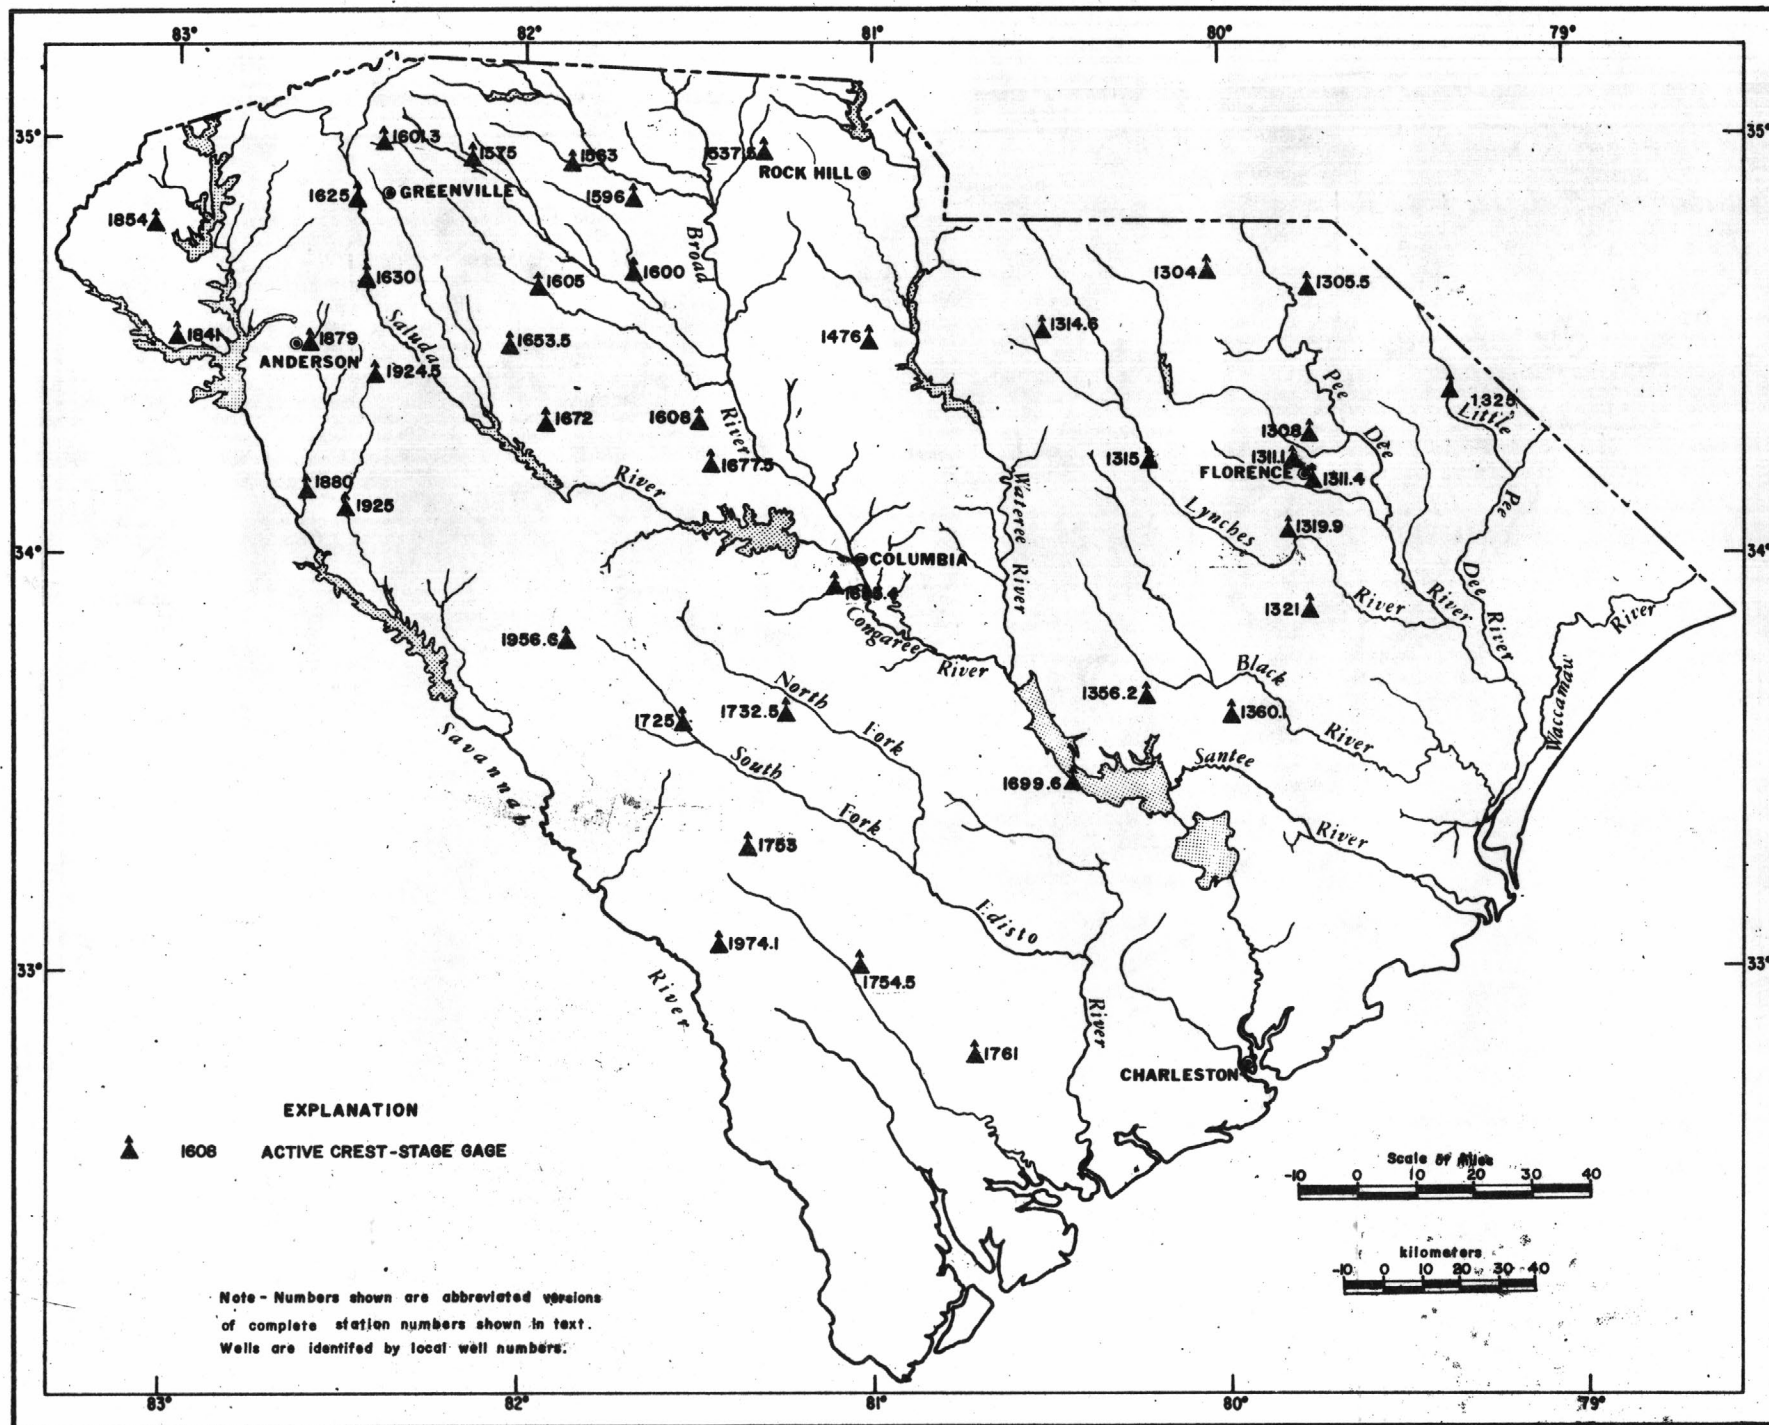 83° 82° 81° 80° 79°
35° 35°
1601.3
1575
1563
537.5
ROCK HILL
1625
GREENVILLE
1596
1854
Broad
1304
1305.5
1630
1605
1600
1314.6
1841
1879
ANDERSON
Saluda
1653.5
1476
1924.5
Pee
1325
Little
1672
1608
River
1308
Dee
1315
1311.1
FLORENCE
1311.4
1677.5
River
1880
1925
Wateree River
Lynches
1319.9
Pee
34° 34°
COLUMBIA
Congaree
River
1321
River
River
Dee River
River
1956.6
Black
1356.2
1360.1
North
1725
1732.5
Fork
River
Waccamaw
Savannah
South
1699.6
Santee
Fork
River
1753
Edisto
1974.1
33° 33°
1754.5
River
River
1761
CHARLESTON
EXPLANATION
1608 ACTIVE CREST-STAGE GAGE
Scale of Miles
-10 0 10 20 30 40
kilometers
-10 0 10 20 30 40
Note - Numbers shown are abbreviated versions
of complete station numbers shown in text.
Wells are identifed by local well numbers.
83° 82° 81° 80° 79°